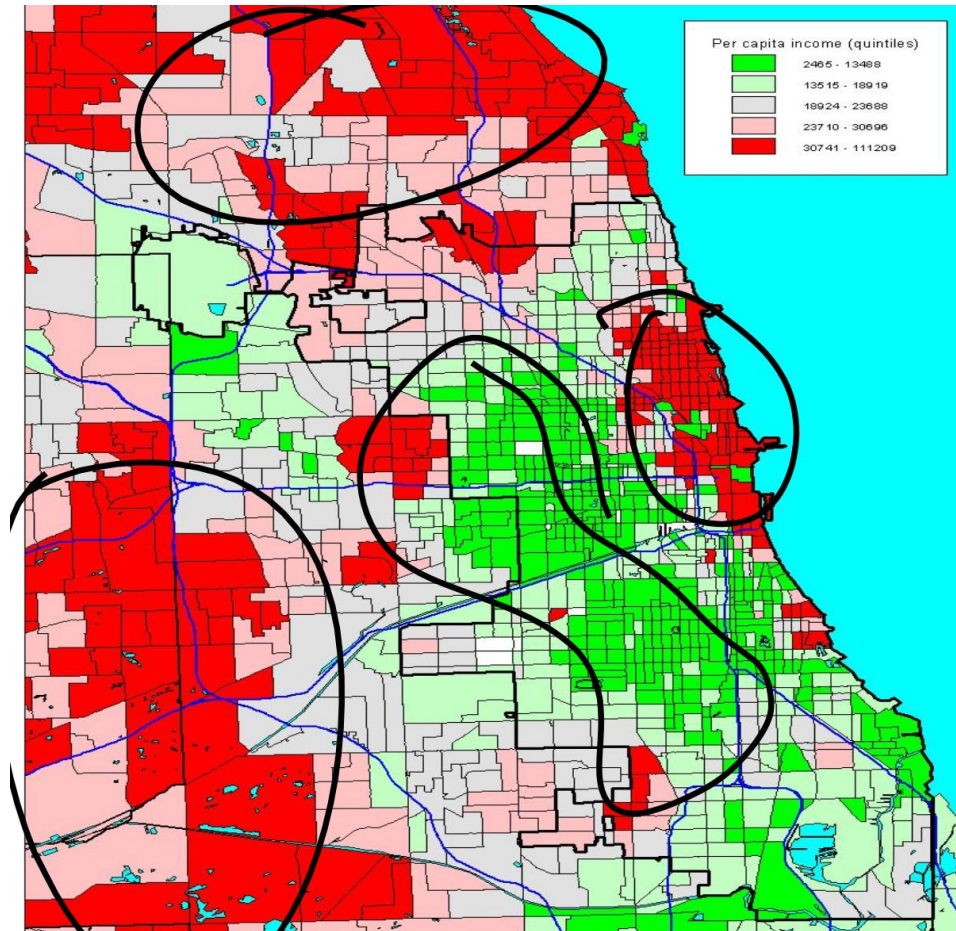 Per capita income (quintiles)
2465 - 13488
13515 - 18919
18924 - 23688
23710 - 30696
30741 - 111209